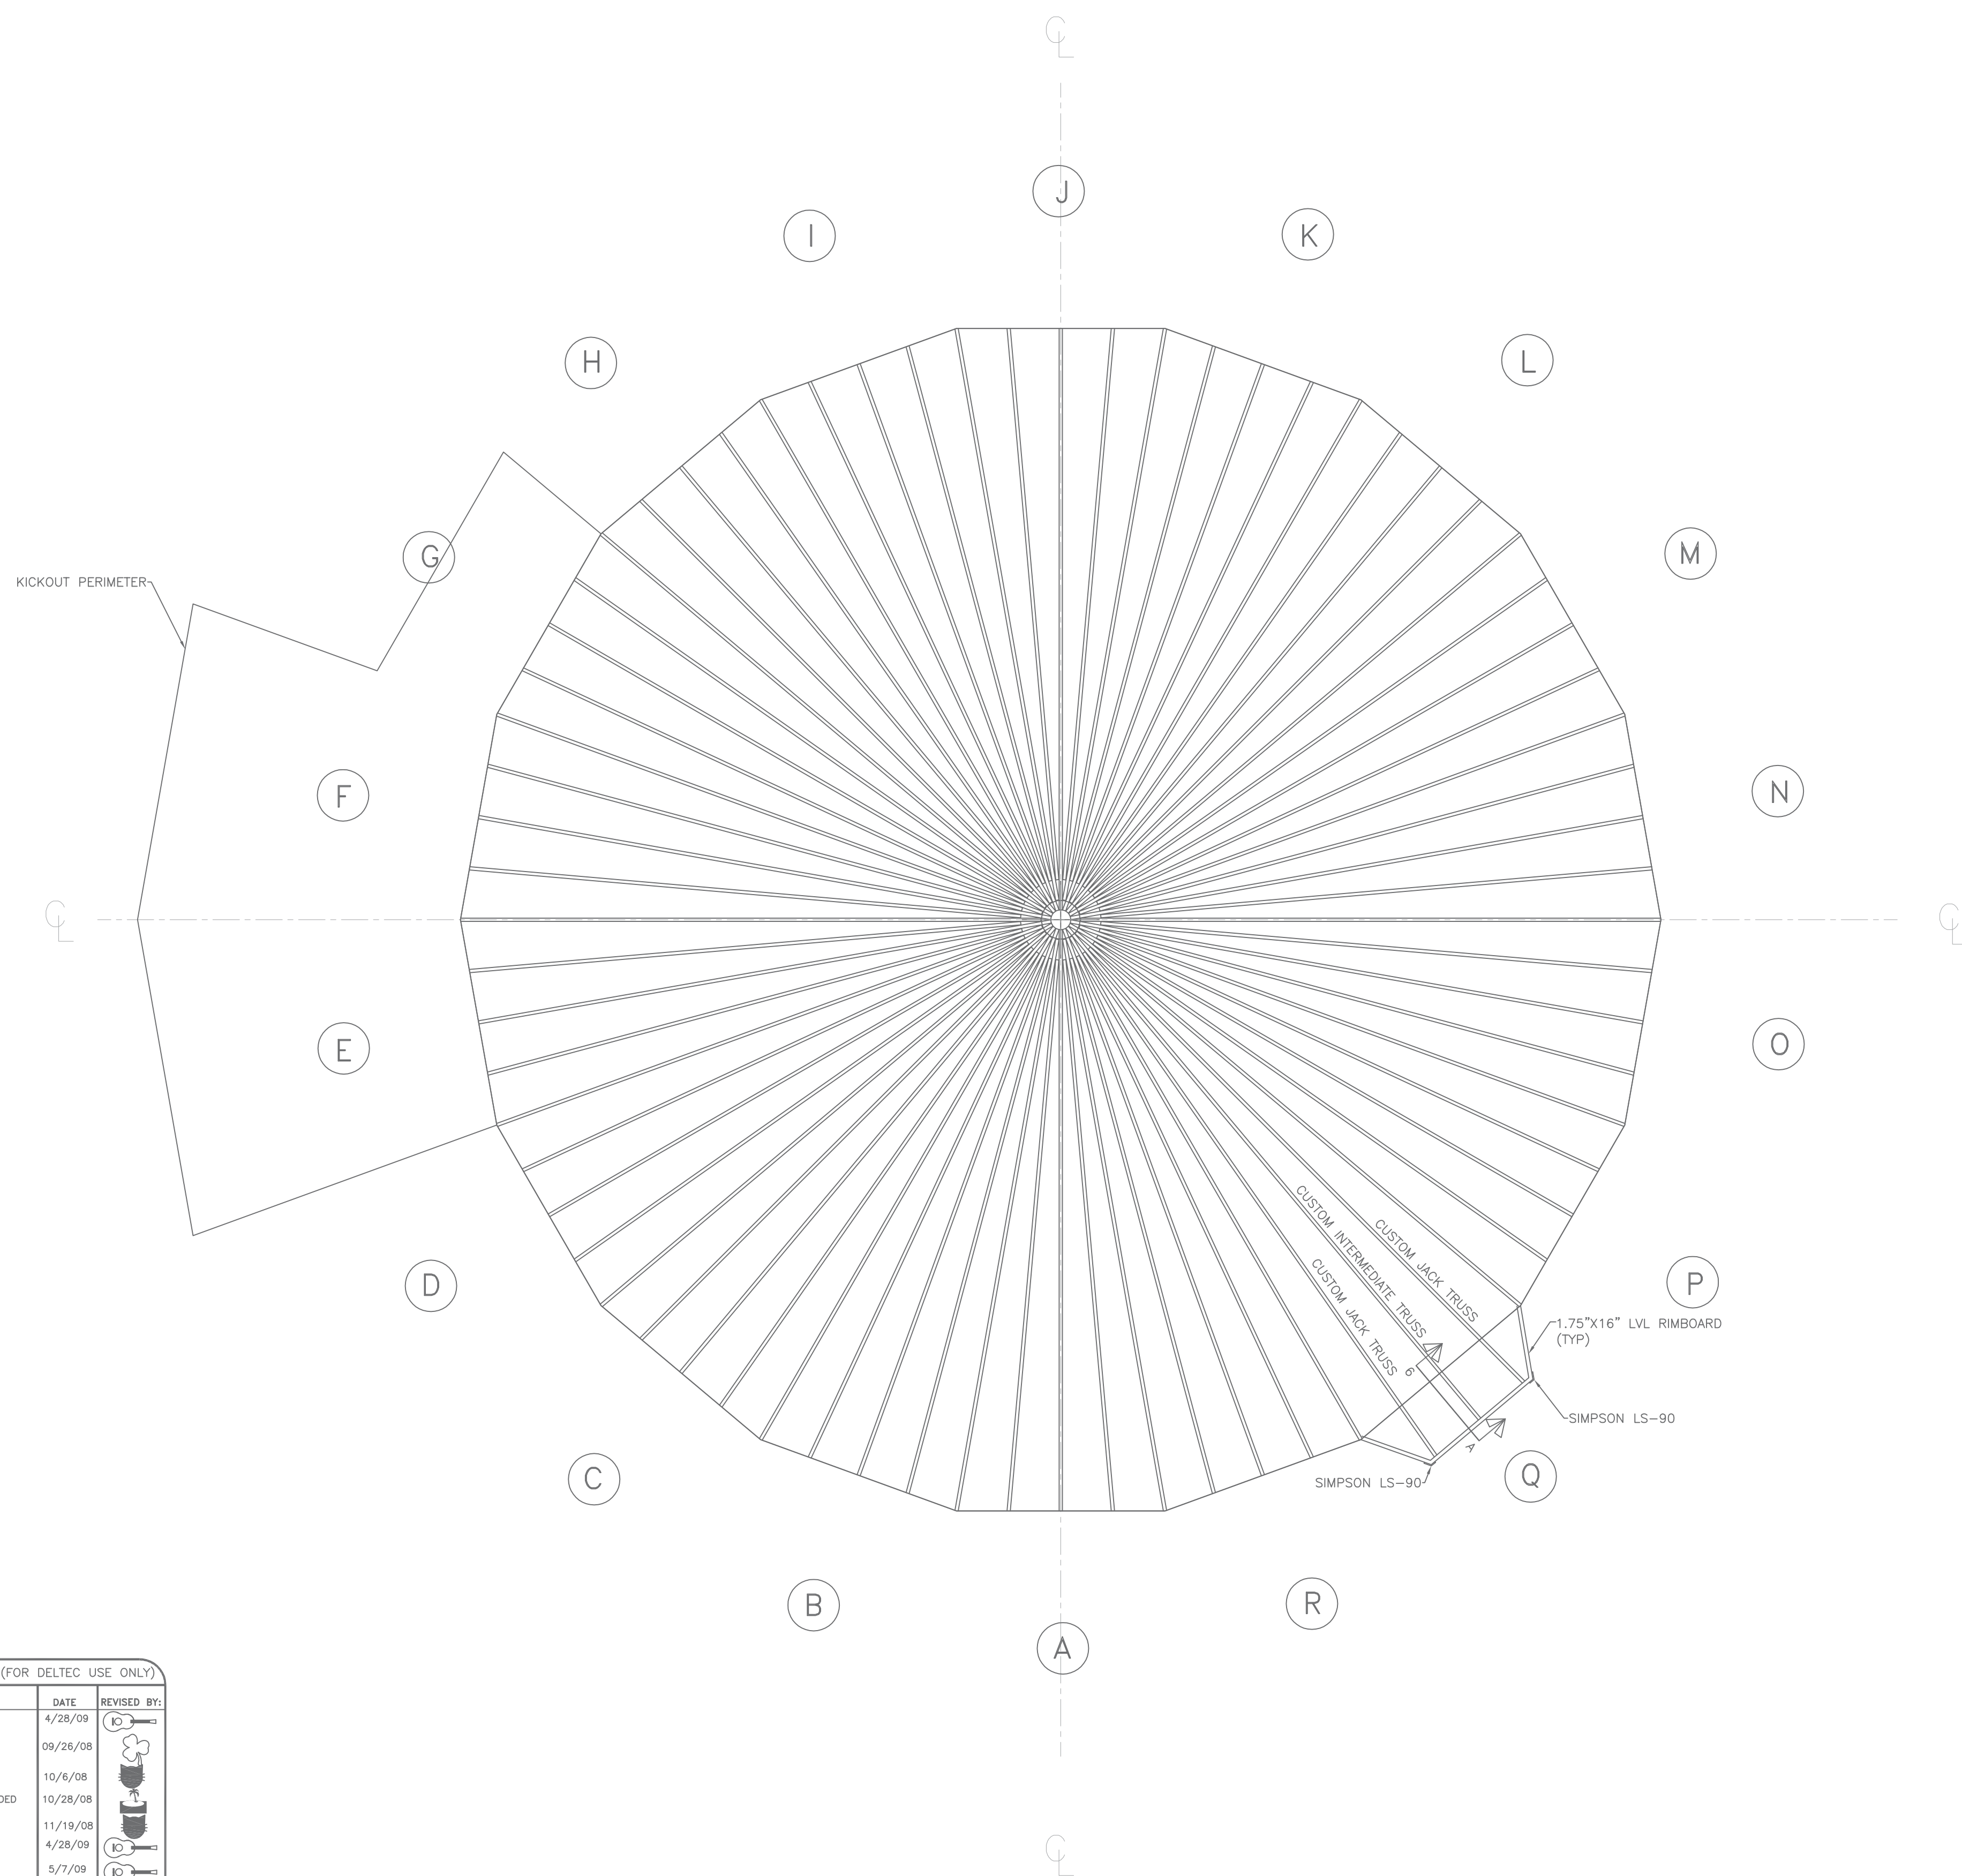 CL
J
I
K
H
L
G
M
KICKOUT PERIMETER
F
N
CL
CL
E
O
CUSTOM INTERMEDIATE TRUSS
CUSTOM JACK TRUSS
CUSTOM JACK TRUSS
D
P
1.75"X16" LVL RIMBOARD
(TYP)
6
A
SIMPSON LS-90
SIMPSON LS-90
C
Q
B
R
A
(FOR DELTEC USE ONLY)
DATE REVISED BY:
4/28/09
09/26/08
10/6/08
DED 10/28/08
11/19/08
4/28/09
5/7/09
CL